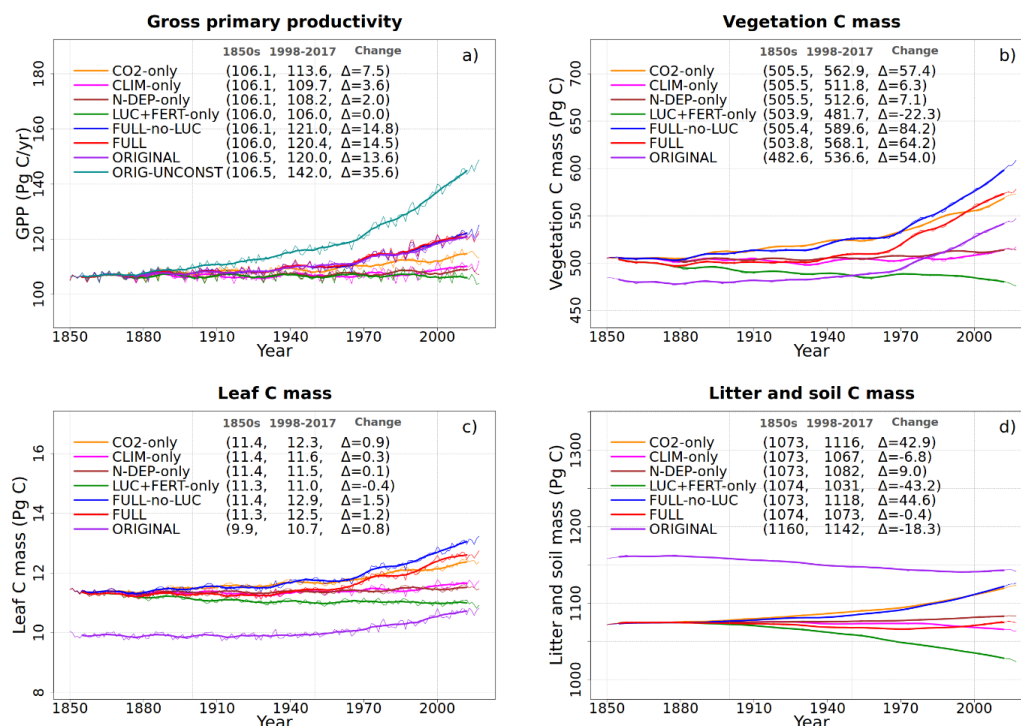 Gross primary productivity
1850s 1998-2017 Change
a)
CO2-only (106.1, 113.6, Δ=7.5)
CLIM-only (106.1, 109.7, Δ=3.6)
N-DEP-only (106.1, 108.2, Δ=2.0)
LUC+FERT-only (106.0, 106.0, Δ=0.0)
FULL-no-LUC (106.1, 121.0, Δ=14.8)
FULL (106.0, 120.4, Δ=14.5)
ORIGINAL (106.5, 120.0, Δ=13.6)
ORIG-UNCONST (106.5, 142.0, Δ=35.6)
GPP (Pg C/yr)
180
160
140
120
100
1850 1880 1910 1940 1970 2000
Year
Vegetation C mass
1850s 1998-2017 Change
b)
CO2-only (505.5, 562.9, Δ=57.4)
CLIM-only (505.5, 511.8, Δ=6.3)
N-DEP-only (505.5, 512.6, Δ=7.1)
LUC+FERT-only (503.9, 481.7, Δ=-22.3)
FULL-no-LUC (505.4, 589.6, Δ=84.2)
FULL (503.8, 568.1, Δ=64.2)
ORIGINAL (482.6, 536.6, Δ=54.0)
Vegetation C mass (Pg C)
700
650
600
550
500
450
1850 1880 1910 1940 1970 2000
Year
Leaf C mass
1850s 1998-2017 Change
c)
CO2-only (11.4, 12.3, Δ=0.9)
CLIM-only (11.4, 11.6, Δ=0.3)
N-DEP-only (11.4, 11.5, Δ=0.1)
LUC+FERT-only (11.3, 11.0, Δ=-0.4)
FULL-no-LUC (11.4, 12.9, Δ=1.5)
FULL (11.3, 12.5, Δ=1.2)
ORIGINAL (9.9, 10.7, Δ=0.8)
Leaf C mass (Pg C)
16
14
12
10
8
1850 1880 1910 1940 1970 2000
Year
Litter and soil C mass
1850s 1998-2017 Change
d)
CO2-only (1073, 1116, Δ=42.9)
CLIM-only (1073, 1067, Δ=-6.8)
N-DEP-only (1073, 1082, Δ=9.0)
LUC+FERT-only (1074, 1031, Δ=-43.2)
FULL-no-LUC (1073, 1118, Δ=44.6)
FULL (1074, 1073, Δ=-0.4)
ORIGINAL (1160, 1142, Δ=-18.3)
Litter and soil mass (Pg C)
1300
1200
1100
1000
1850 1880 1910 1940 1970 2000
Year